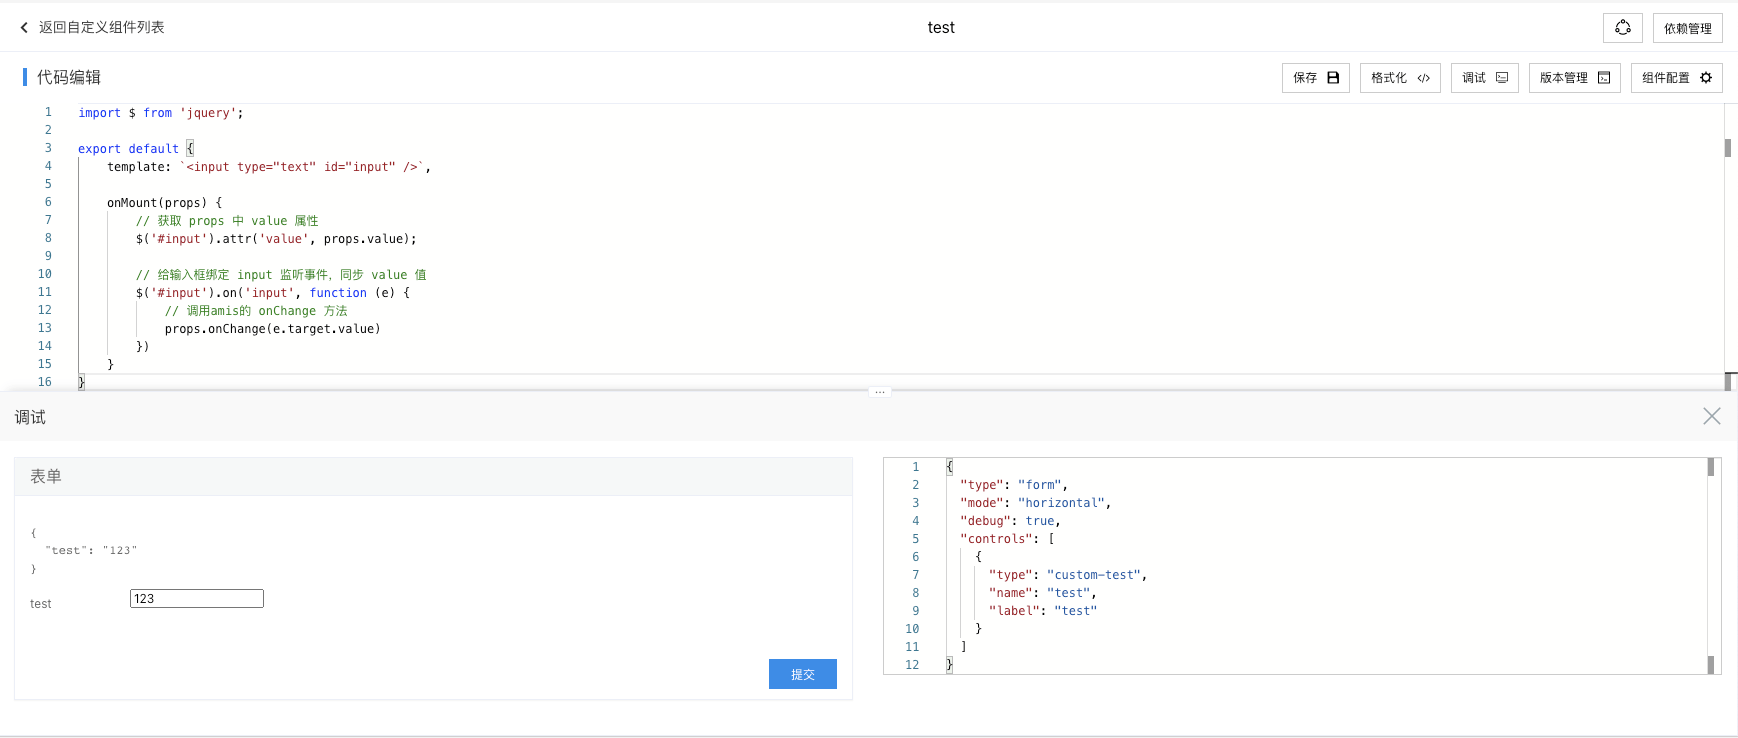 返回自定义组件列表
test
依赖管理
代码编辑
保存
格式化
调试
版本管理
组件配置
1 import $ from 'jquery';
2
3 export default {
4 template: `<input type="text" id="input" />`,
5
6 onMount(props) {
7 // 获取 props 中 value 属性
8 $('#input').attr('value', props.value);
9
10 // 给输入框绑定 input 监听事件，同步 value 值
11 $('#input').on('input', function (e) {
12 // 调用amis的 onChange 方法
13 props.onChange(e.target.value)
14 })
15 }
16 }
调试
表单
{
"test": "123"
}
test
123
提交
1 {
2 "type": "form",
3 "mode": "horizontal",
4 "debug": true,
5 "controls": [
6 {
7 "type": "custom-test",
8 "name": "test",
9 "label": "test"
10 }
11 ]
12 }